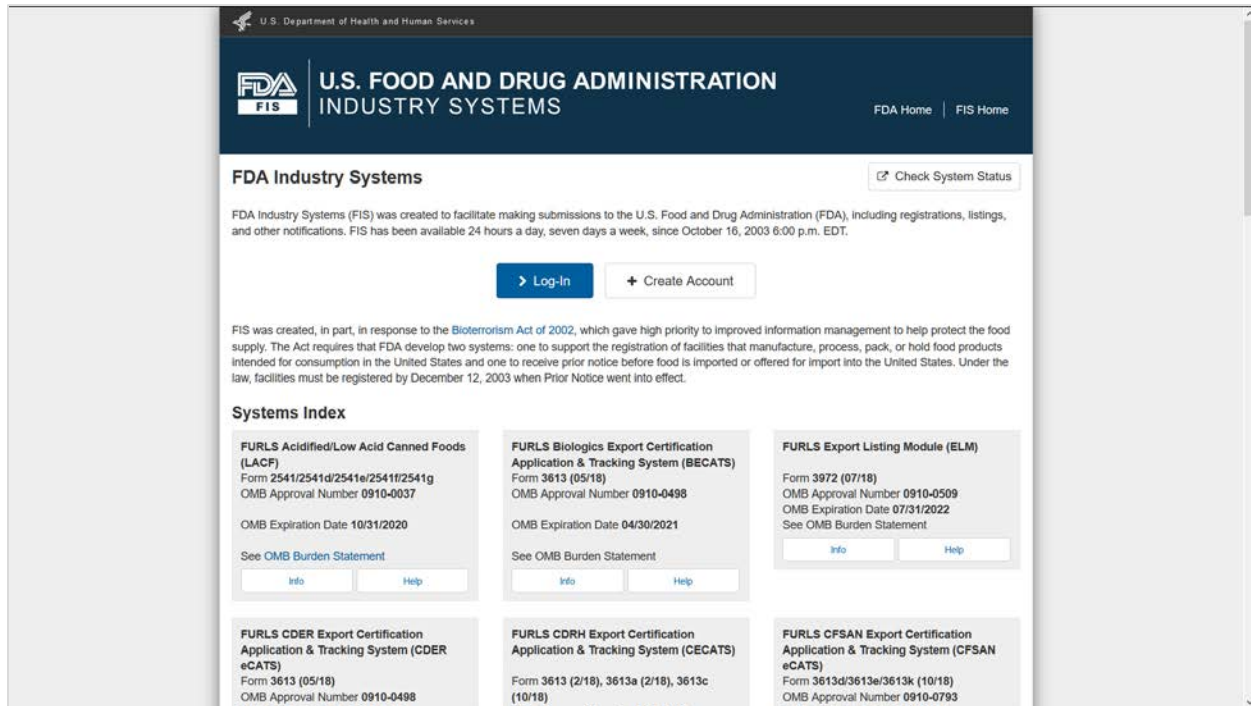 U.S. Department of Health and Human Services
FDA
FIS
U.S. FOOD AND DRUG ADMINISTRATION
INDUSTRY SYSTEMS
FDA Home | FIS Home
FDA Industry Systems
Check System Status
FDA Industry Systems (FIS) was created to facilitate making submissions to the U.S. Food and Drug Administration (FDA), including registrations, listings,
and other notifications. FIS has been available 24 hours a day, seven days a week, since October 16, 2003 6:00 p.m. EDT.
Log-In
Create Account
FIS was created, in part, in response to the Bioterrorism Act of 2002, which gave high priority to improved information management to help protect the food
supply. The Act requires that FDA develop two systems: one to support the registration of facilities that manufacture, process, pack, or hold food products
intended for consumption in the United States and one to receive prior notice before food is imported or offered for import into the United States. Under the
law, facilities must be registered by December 12, 2003 when Prior Notice went into effect.
Systems Index
FURLS Acidified/Low Acid Canned Foods
(LACF)
Form 2541/2541d/2541e/2541f/2541g
OMB Approval Number 0910-0037
OMB Expiration Date 10/31/2020
See OMB Burden Statement
Info
Help
FURLS Biologics Export Certification
Application & Tracking System (BECATS)
Form 3613 (05/18)
OMB Approval Number 0910-0498
OMB Expiration Date 04/30/2021
See OMB Burden Statement
Info
Help
FURLS Export Listing Module (ELM)
Form 3972 (07/18)
OMB Approval Number 0910-0509
OMB Expiration Date 07/31/2022
See OMB Burden Statement
Info
Help
FURLS CDER Export Certification
Application & Tracking System (CDER
eCATS)
Form 3613 (05/18)
OMB Approval Number 0910-0498
FURLS CDRH Export Certification
Application & Tracking System (CECATS)
Form 3613 (2/18), 3613a (2/18), 3613c
(10/18)
FURLS CFSAN Export Certification
Application & Tracking System (CFSAN
eCATS)
Form 3613d/3613e/3613k (10/18)
OMB Approval Number 0910-0793